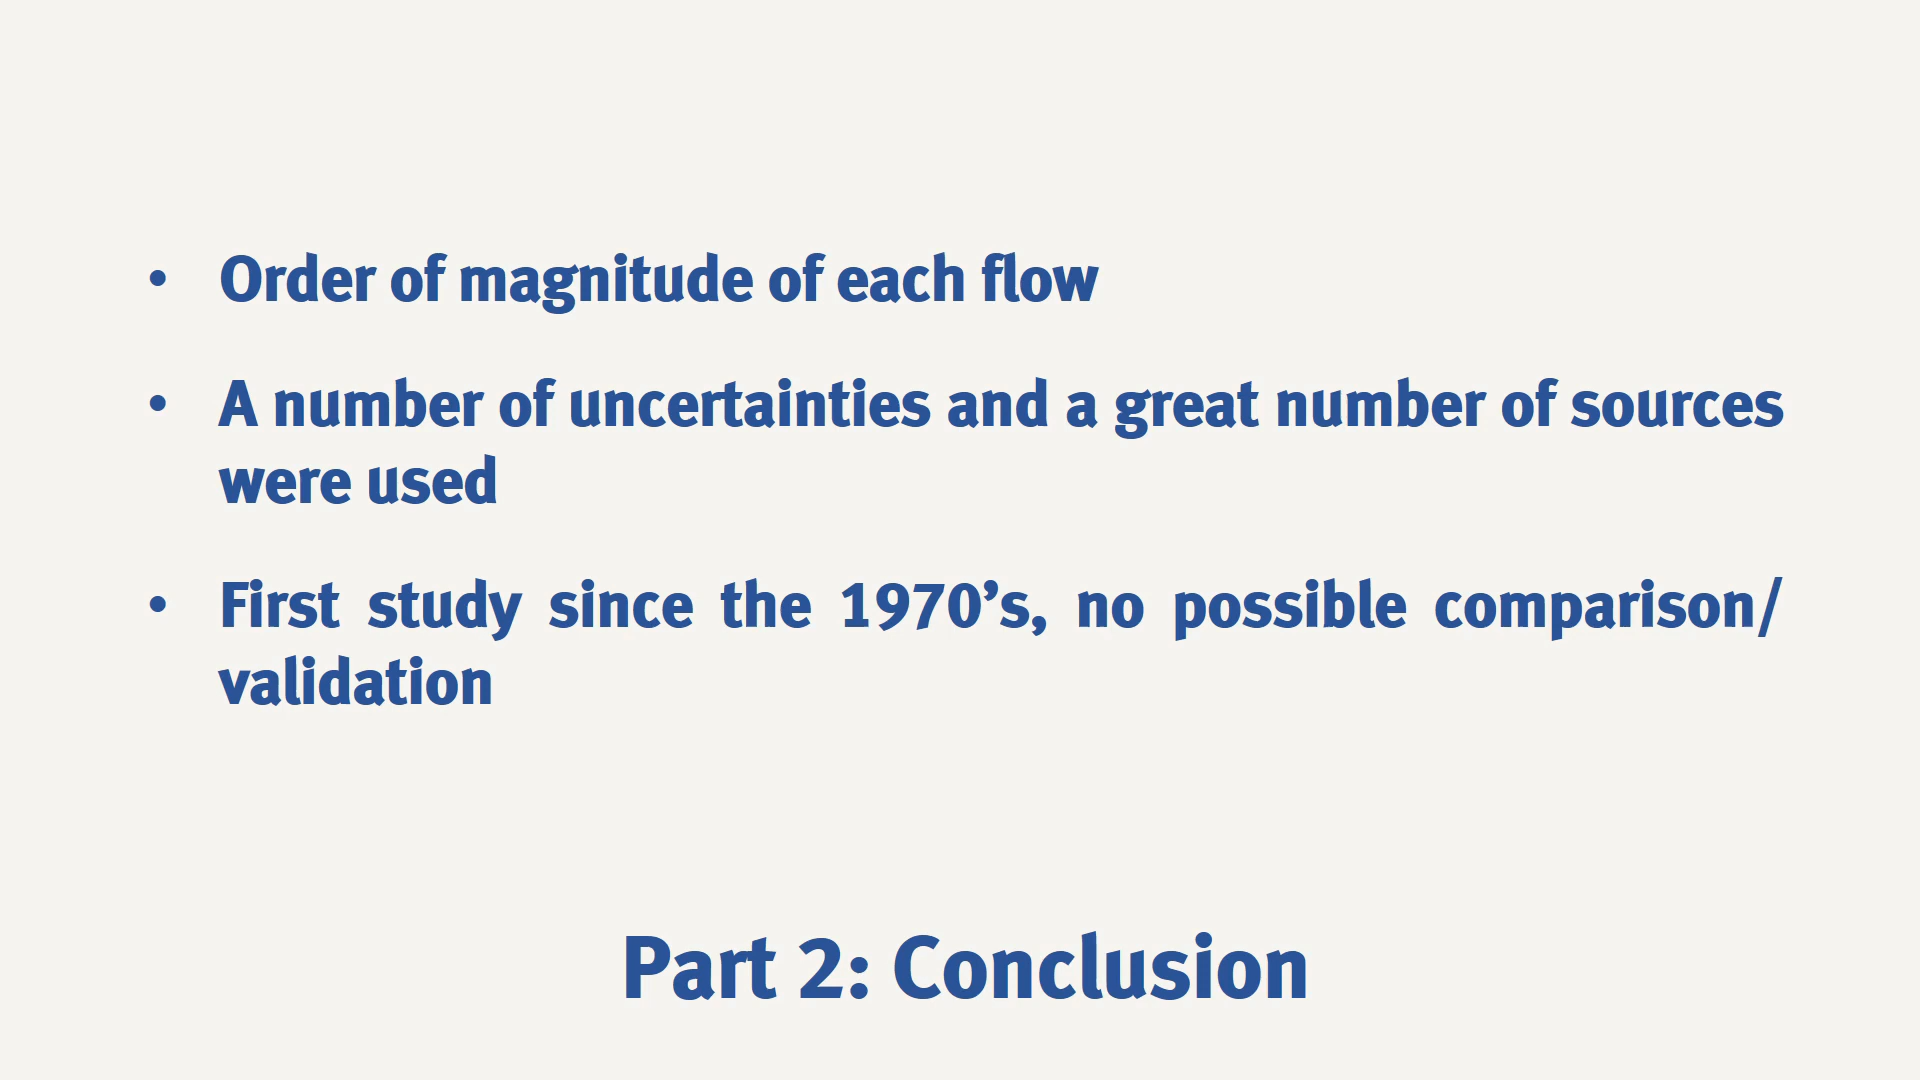 • Order of magnitude of each flow
• A number of uncertainties and a great number of sources
were used
• First study since the 1970’s, no possible comparison/
validation
Part 2: Conclusion